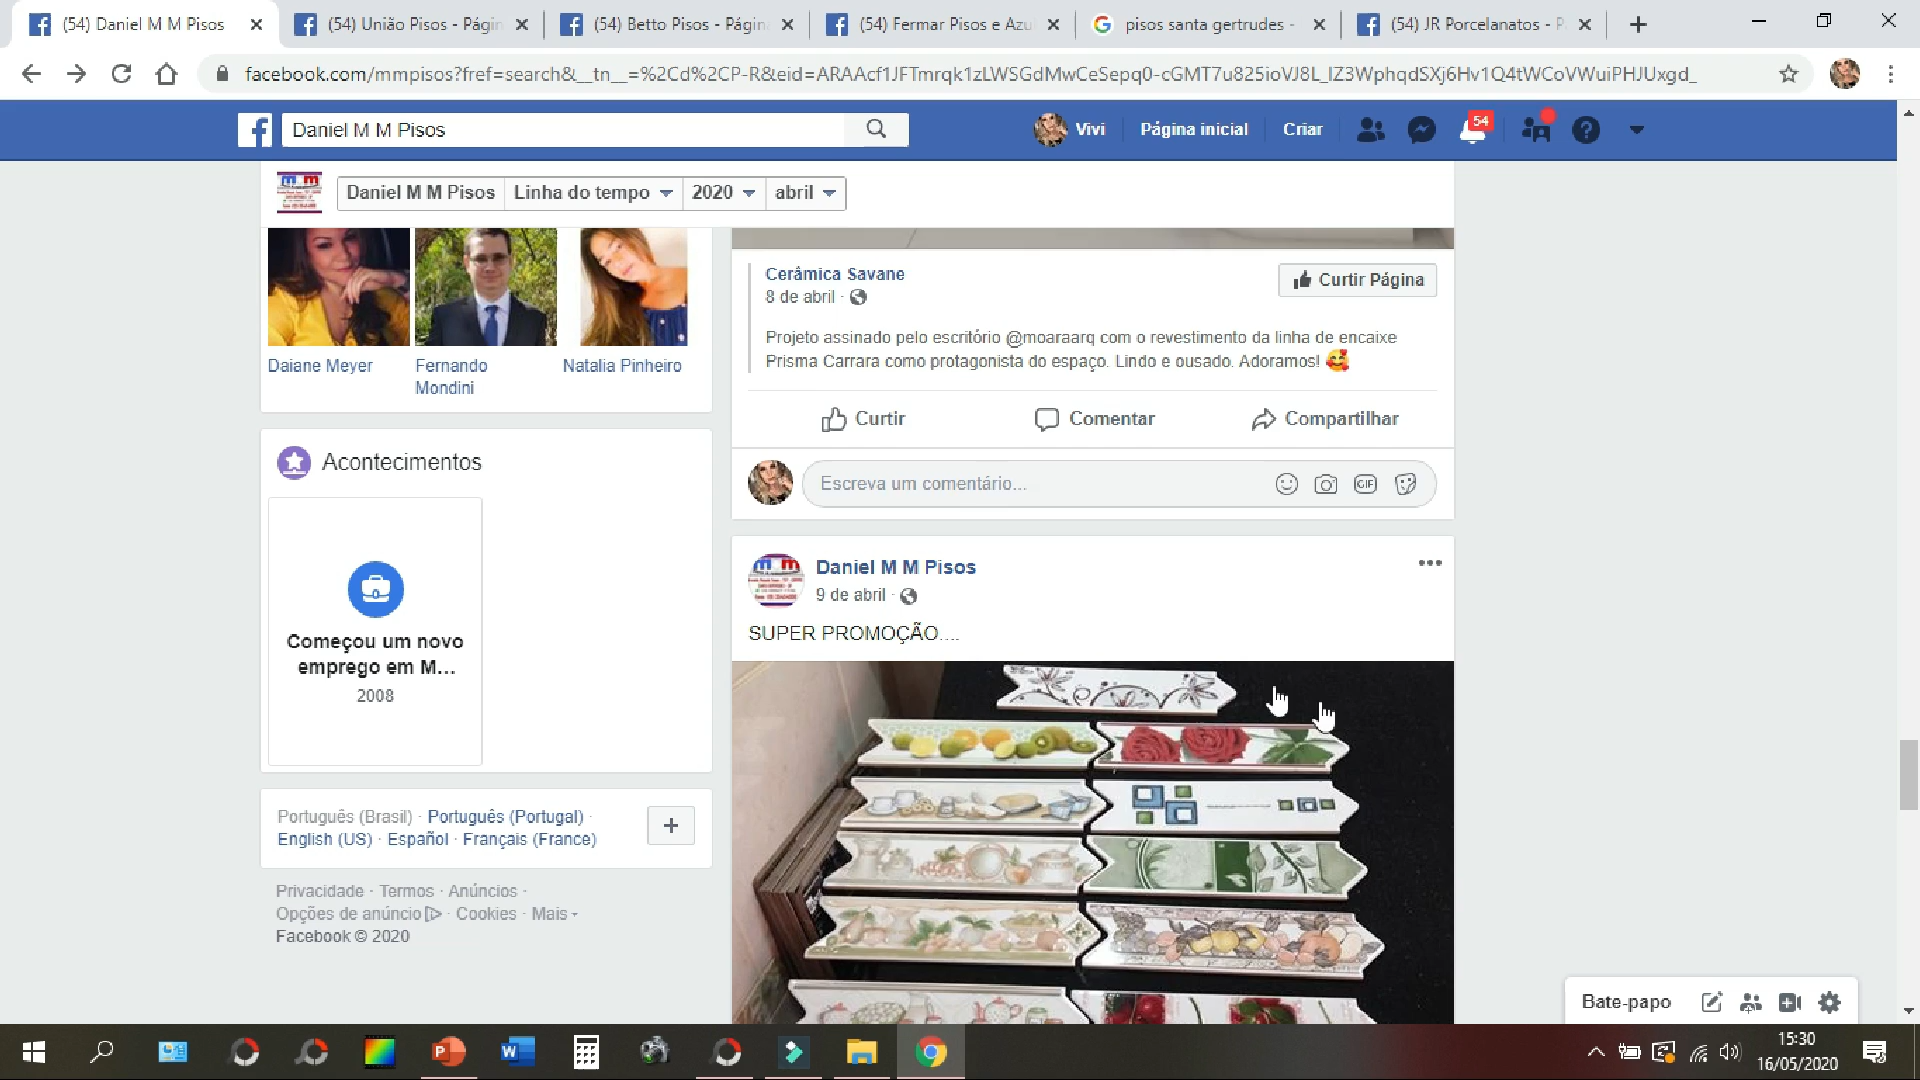 (54) Daniel M M Pisos
(54) União Pisos - Págin
(54) Betto Pisos - Págin
(54) Fermar Pisos e Azu
pisos santa gertrudes -
(54) JR Porcelanatos - P
facebook.com/mmpisos?fref=search&__tn__=%2Cd%2CP-R&eid=ARAAcf1JFTmrqk1zLWSGdMwCeSepq0-cGMT7u825ioVJ8L_IZ3WphqdSXj6Hv1Q4tWCoVWuiPHJUxgd_
Daniel M M Pisos
Vivi
Página inicial
Criar
54
Daniel M M Pisos
Linha do tempo
2020
abril
Daiane Meyer
Fernando
Mondini
Natalia Pinheiro
Acontecimentos
Começou um novo
emprego em M...
2008
Português (Brasil) · Português (Portugal) ·
English (US) · Español · Français (France)
Privacidade · Termos · Anúncios ·
Opções de anúncio · Cookies · Mais
Facebook © 2020
Cerâmica Savane
8 de abril ·
Curtir Página
Projeto assinado pelo escritório @moaraarq com o revestimento da linha de encaixe
Prisma Carrara como protagonista do espaço. Lindo e ousado. Adoramos! 🥰
Curtir
Comentar
Compartilhar
Escreva um comentário...
GIF
Daniel M M Pisos
9 de abril ·
SUPER PROMOÇÃO....
Bate-papo
15:30
16/05/2020